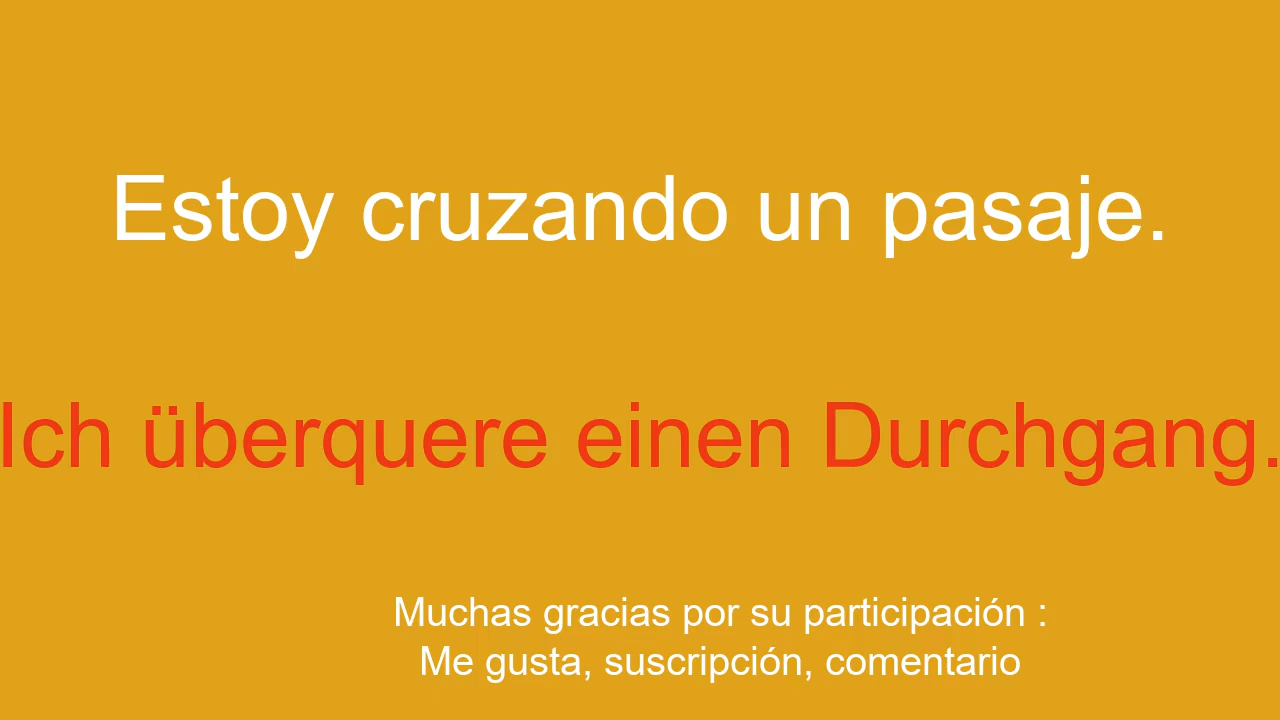 Estoy cruzando un pasaje.
Ich überquere einen Durchgang.
Muchas gracias por su participación :
Me gusta, suscripción, comentario